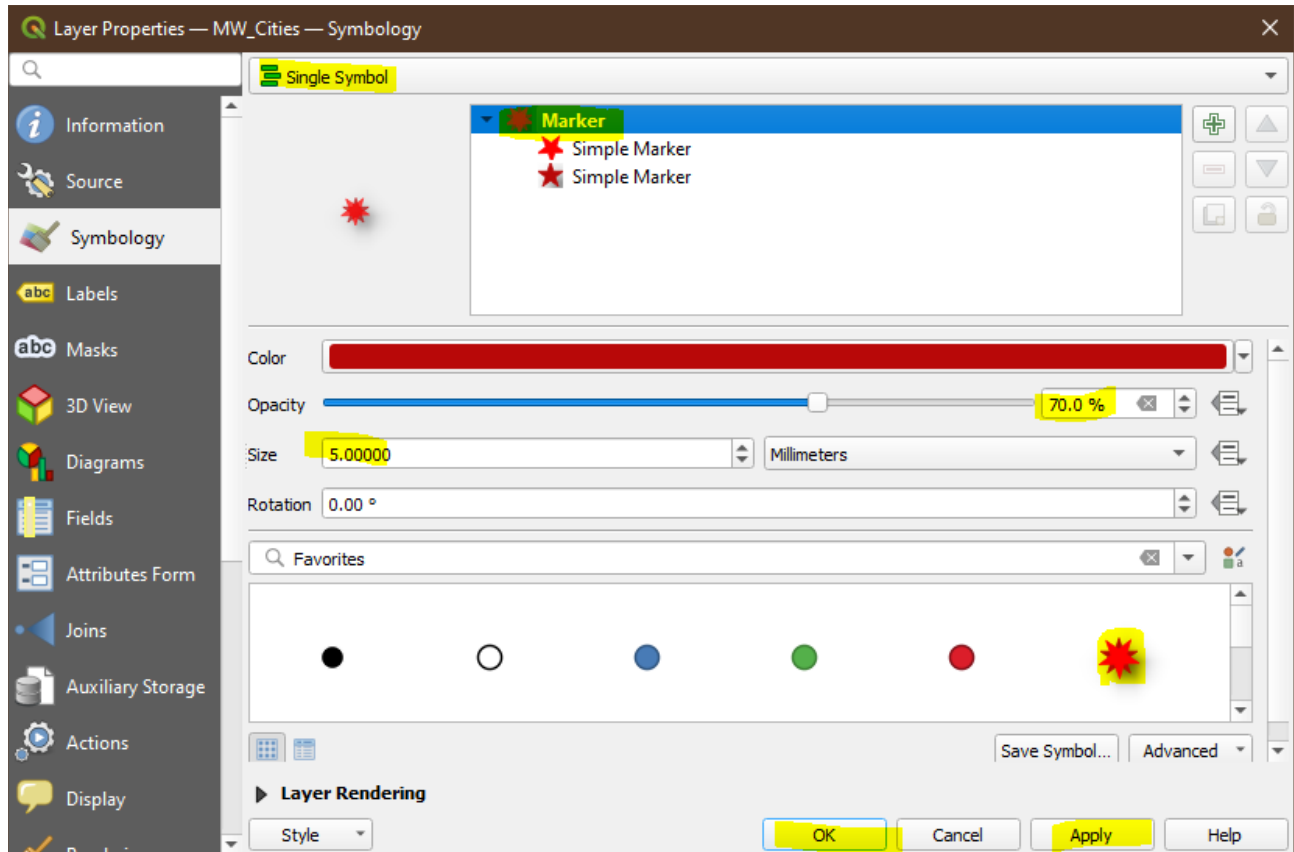 Layer Properties — MW_Cities — Symbology
Single Symbol
Information
Source
Symbology
Labels
Masks
3D View
Diagrams
Fields
Attributes Form
Joins
Auxiliary Storage
Actions
Display
Marker
Simple Marker
Simple Marker
Color
Opacity 70.0 %
Size 5.00000 Millimeters
Rotation 0.00 °
Favorites
Save Symbol... Advanced
Layer Rendering
Style OK Cancel Apply Help